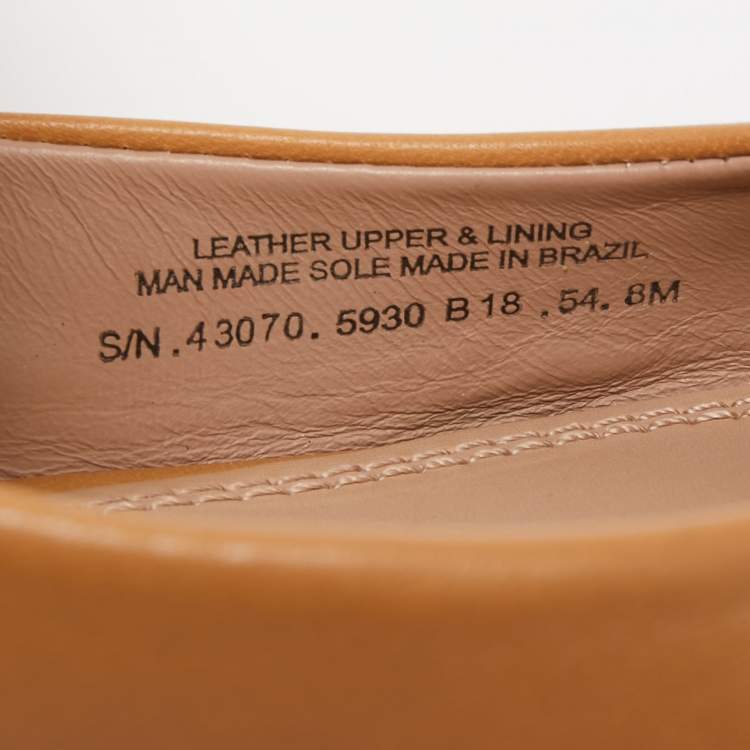 LEATHER UPPER & LINING
MAN MADE SOLE MADE IN BRAZIL
S/N.43070. 5930 B18 .54. 8M